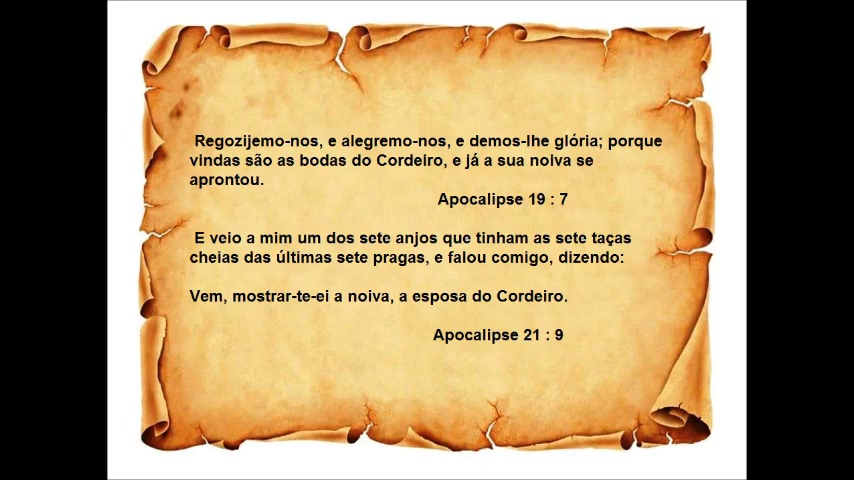 Regozijemo-nos, e alegremo-nos, e demos-lhe glória; porque
vindas são as bodas do Cordeiro, e já a sua noiva se
aprontou.
Apocalipse 19 : 7
E veio a mim um dos sete anjos que tinham as sete taças
cheias das últimas sete pragas, e falou comigo, dizendo:
Vem, mostrar-te-ei a noiva, a esposa do Cordeiro.
Apocalipse 21 : 9